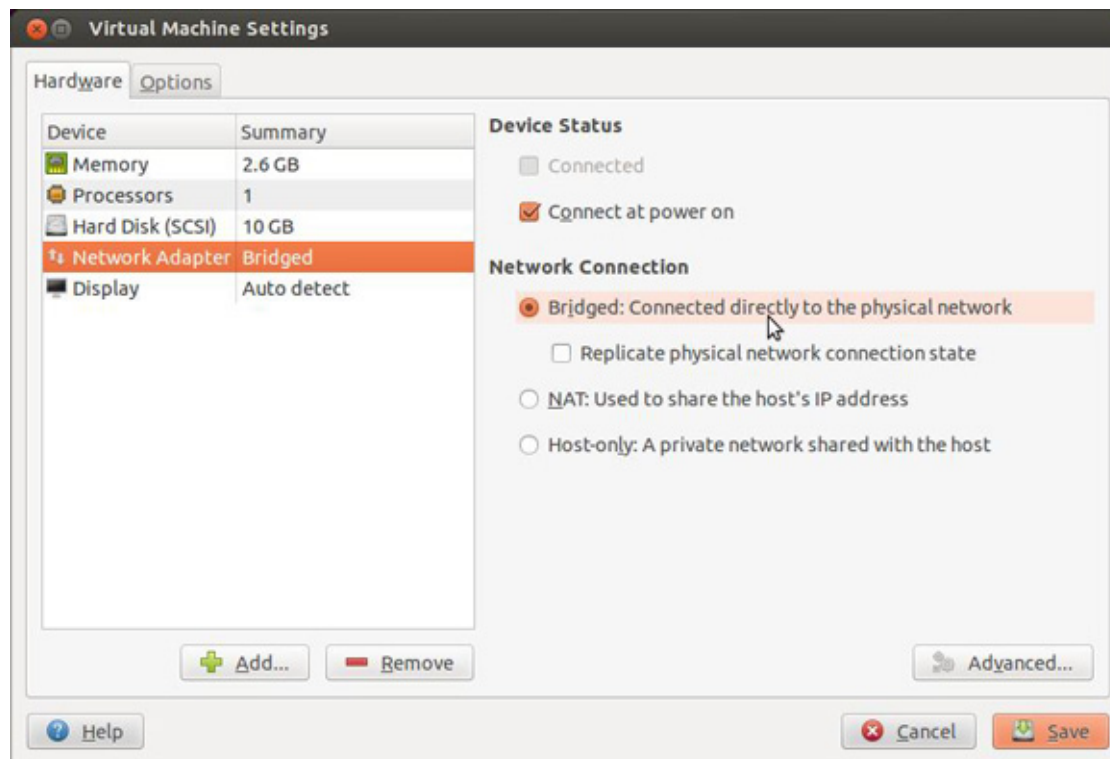 Virtual Machine Settings
Hardware Options
Device Summary
Memory 2.6 GB
Processors 1
Hard Disk (SCSI) 10 GB
Network Adapter Bridged
Display Auto detect
Device Status
Connected
Connect at power on
Network Connection
Bridged: Connected directly to the physical network
Replicate physical network connection state
NAT: Used to share the host's IP address
Host-only: A private network shared with the host
Add... Remove
Advanced...
Help
Cancel Save